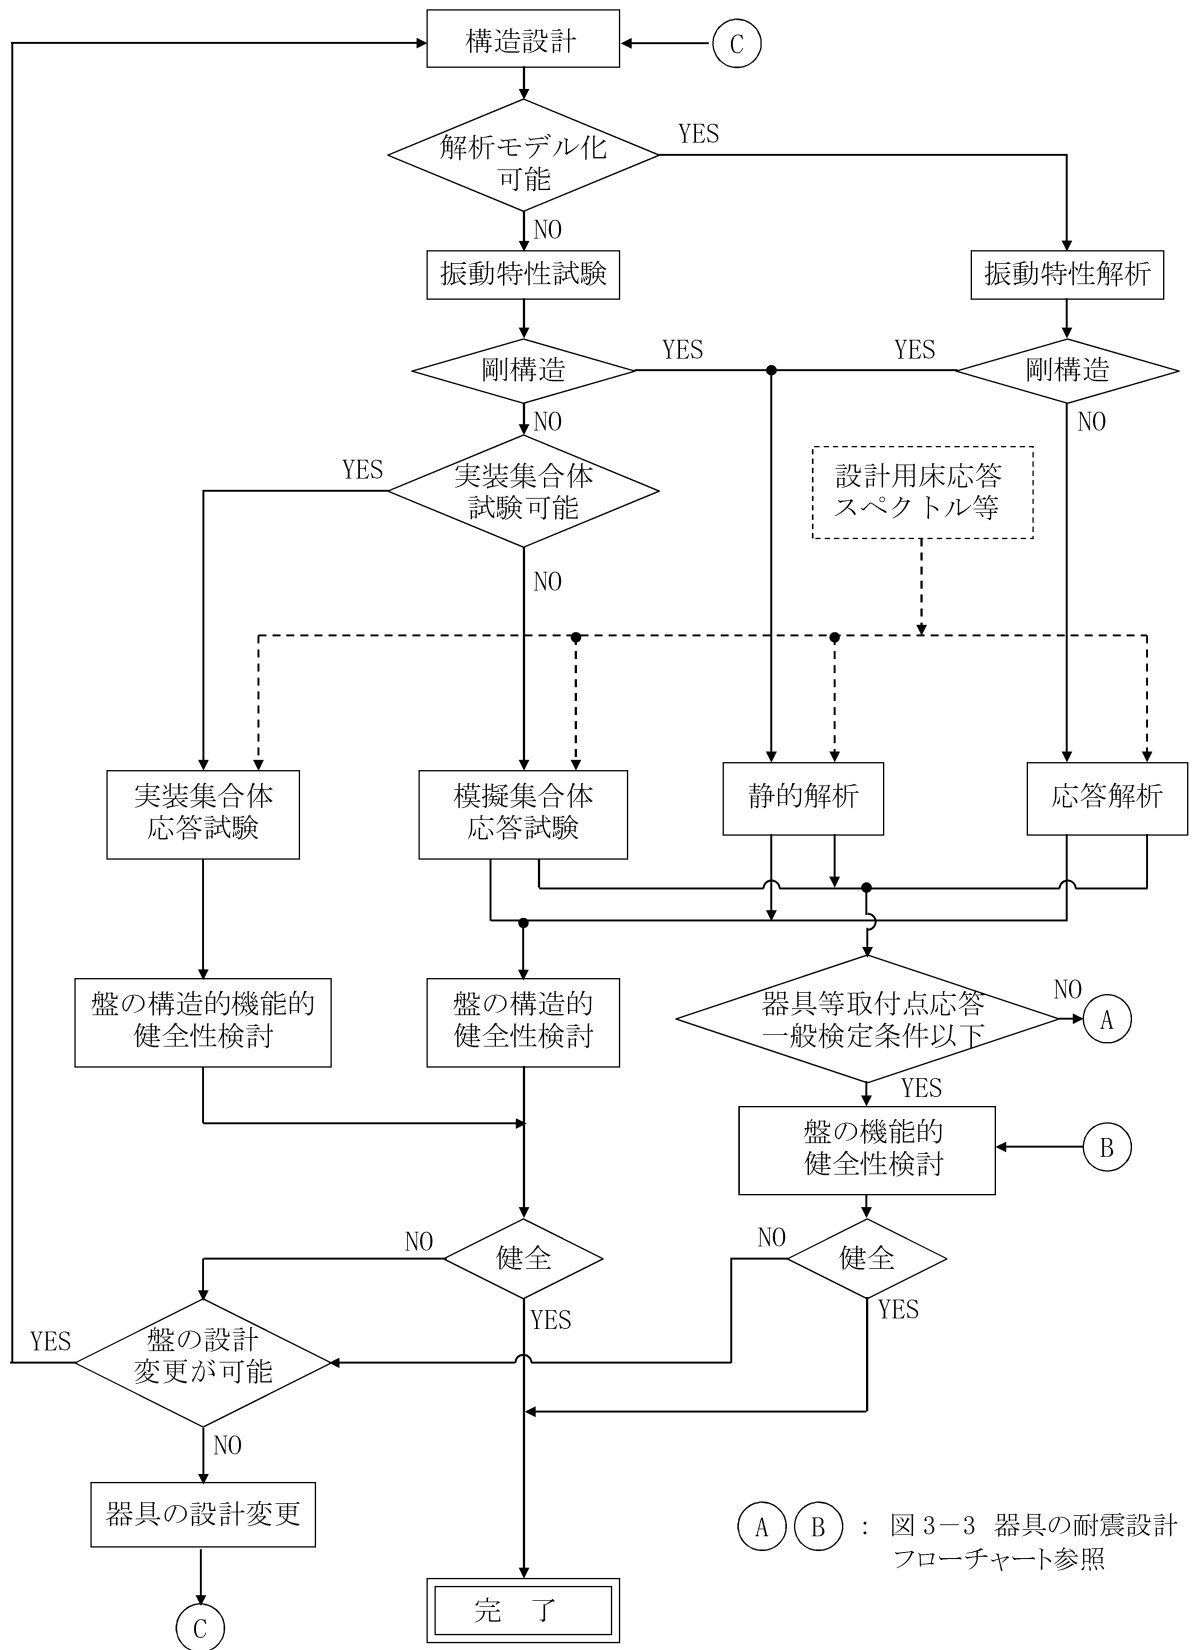 構造設計
C
解析モデル化
可能
YES
NO
振動特性試験
振動特性解析
剛構造
YES
YES
剛構造
NO
NO
実装集合体
試験可能
YES
NO
設計用床応答
スペクトル等
実装集合体
応答試験
模擬集合体
応答試験
静的解析
応答解析
盤の構造的機能的
健全性検討
盤の構造的
健全性検討
器具等取付点応答
一般検定条件以下
NO
A
YES
盤の機能的
健全性検討
B
NO
健全
YES
NO
健全
YES
YES
盤の設計
変更が可能
NO
器具の設計変更
C
完 了
A B : 図3-3 器具の耐震設計
フローチャート参照